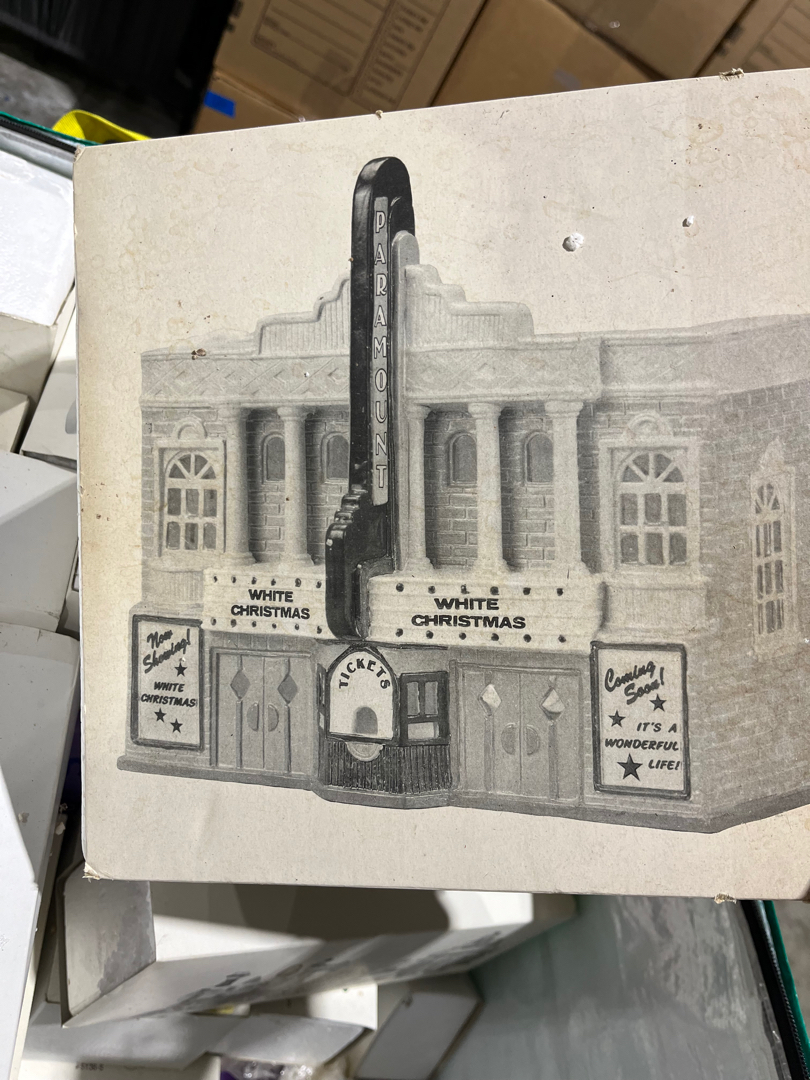 PARAMOUNT
WHITE
CHRISTMAS
WHITE
CHRISTMAS
Now
Showing!
WHITE
CHRISTMAS
TICKETS
Coming
Soon!
IT'S A
WONDERFUL
LIFE!